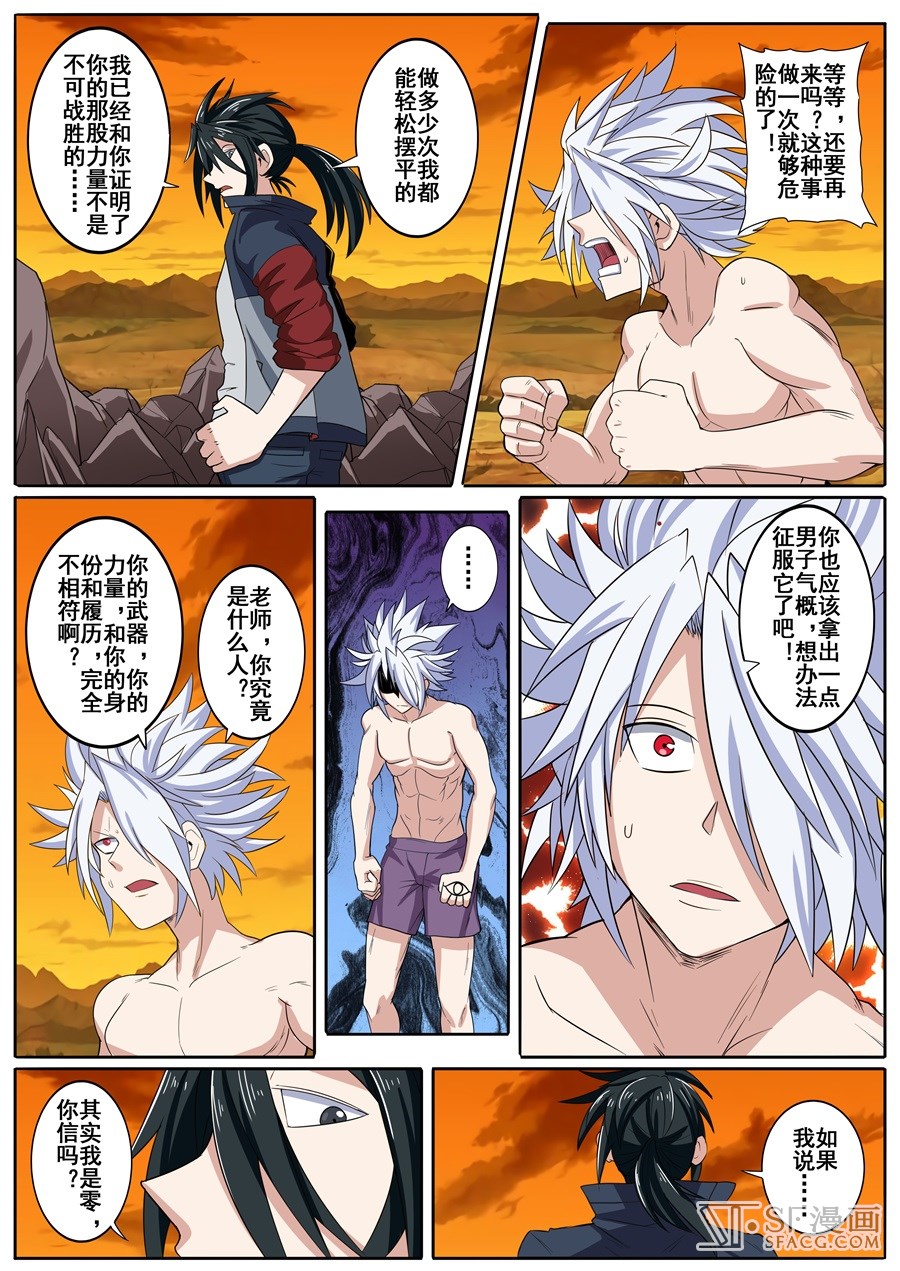 等等，还要再
来吗？这种事
做一次就够危
险的了！
做多少次我都
能轻松摆平的
我已经和你证明了
你的那股力量不是
不可战胜的……
你也应该拿出一点
男子气概，想办法
征服它了吧！
……
老师，你究竟
是什么人？
你的武器，你的
力量，和你的身
份和履历，完全
不相符啊？
如果
我说……
其实我是零，
你信吗？
SF漫画
SFACG.COM